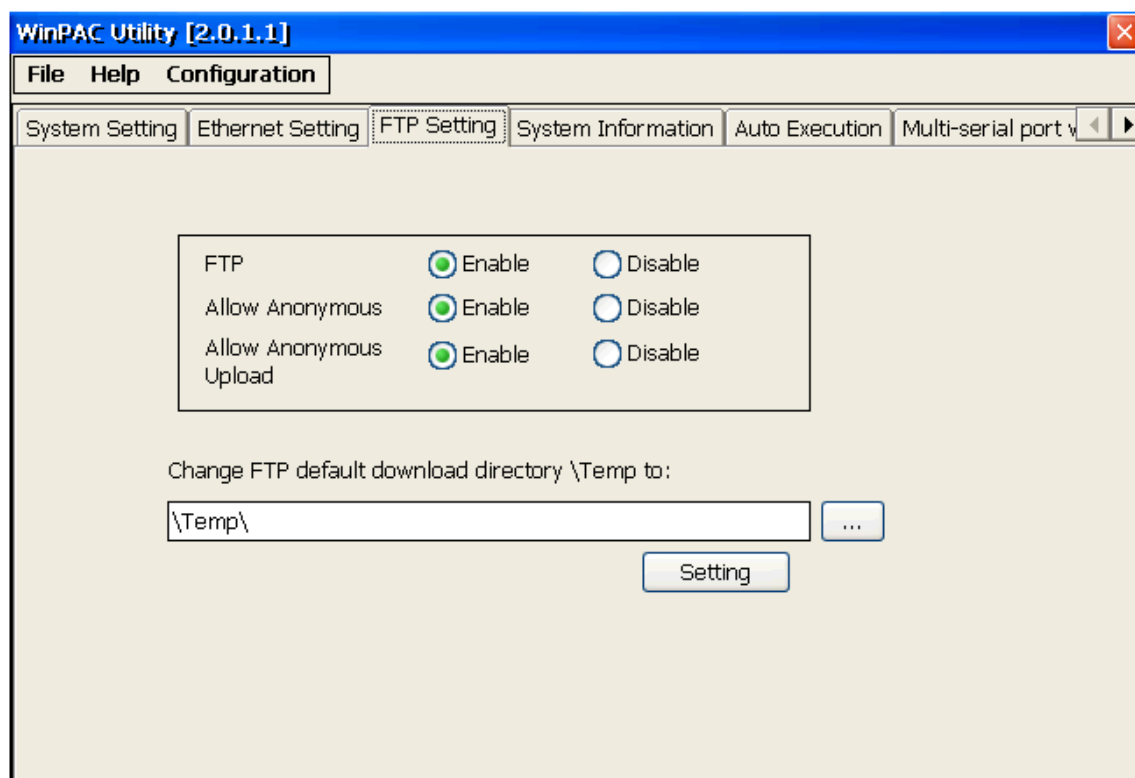 WinPAC Utility [2.0.1.1]
File Help Configuration
System Setting Ethernet Setting FTP Setting System Information Auto Execution Multi-serial port
FTP Enable Disable
Allow Anonymous Enable Disable
Allow Anonymous Upload Enable Disable
Change FTP default download directory \Temp to:
\Temp\ ...
Setting